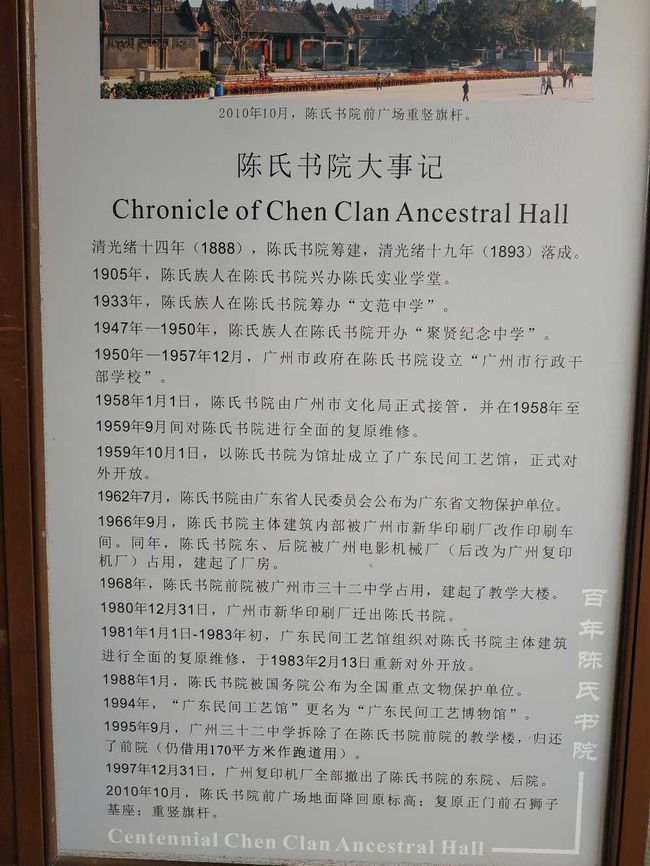 2010年10月，陈氏书院前广场重竖旗杆。
陈氏书院大事记
Chronicle of Chen Clan Ancestral Hall
清光绪十四年（1888），陈氏书院筹建，清光绪十九年（1893）落成。
1905年，陈氏族人在陈氏书院兴办陈氏实业学堂。
1933年，陈氏族人在陈氏书院筹办“文范中学”。
1947年—1950年，陈氏族人在陈氏书院开办“聚贤纪念中学”。
1950年—1957年12月，广州市政府在陈氏书院设立“广州市行政干
部学校”。
1958年1月1日，陈氏书院由广州市文化局正式接管，并在1958年至
1959年9月间对陈氏书院进行全面的复原维修。
1959年10月1日，以陈氏书院为馆址成立了广东民间工艺馆，正式对
外开放。
1962年7月，陈氏书院由广东省人民委员会公布为广东省文物保护单位。
1966年9月，陈氏书院主体建筑内部被广州市新华印刷厂改作印刷车
间。同年，陈氏书院东、后院被广州电影机械厂（后改为广州复印
机厂）占用，建起了厂房。
1968年，陈氏书院前院被广州市三十二中学占用，建起了教学大楼。
1980年12月31日，广州市新华印刷厂迁出陈氏书院。
1981年1月1日-1983年初，广东民间工艺馆组织对陈氏书院主体建筑
进行全面的复原维修，于1983年2月13日重新对外开放。
1988年1月，陈氏书院被国务院公布为全国重点文物保护单位。
1994年，“广东民间工艺馆”更名为“广东民间工艺博物馆”。
1995年9月，广州三十二中学拆除了在陈氏书院前院的教学楼，归还
了前院（仍借用170平方米作跑道用）。
1997年12月31日，广州复印机厂全部撤出了陈氏书院的东院、后院。
2010年10月，陈氏书院前广场地面降回原标高；复原正门前石狮子
基座；重竖旗杆。
百年陈氏书院
Centennial Chen Clan Ancestral Hall